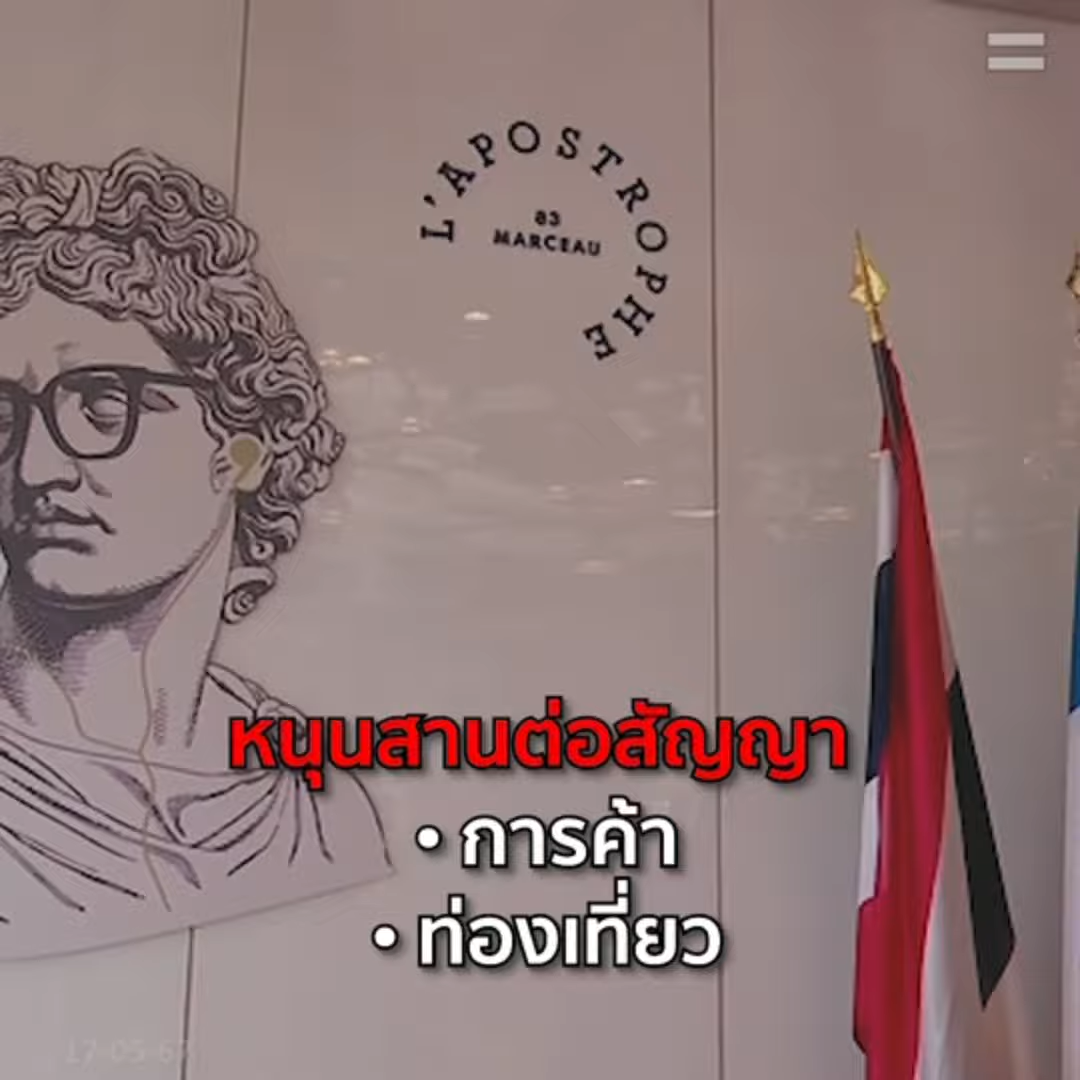 L'APOSTROPHE
83
MARCEAU
หนุนสานต่อสัญญา
• การค้า
• ท่องเที่ยว